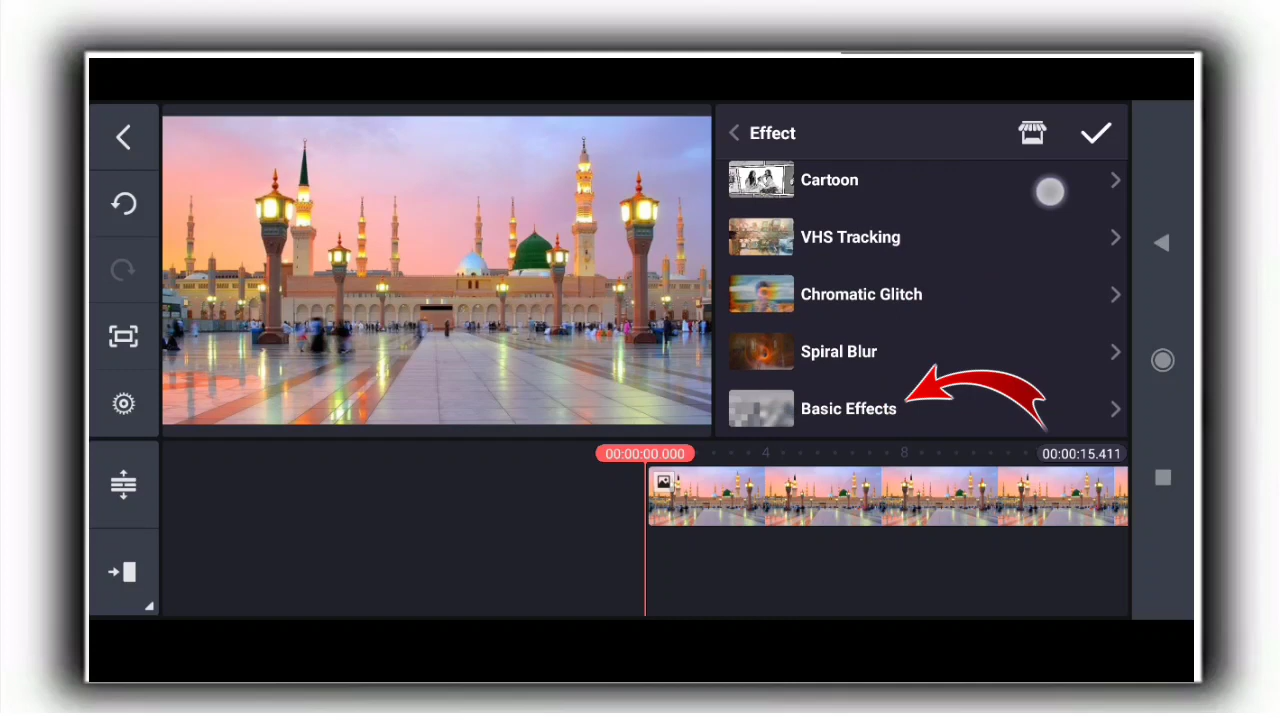 Effect
Cartoon
VHS Tracking
Chromatic Glitch
Spiral Blur
Basic Effects
00:00:00.000
4
8
00:00:15.411